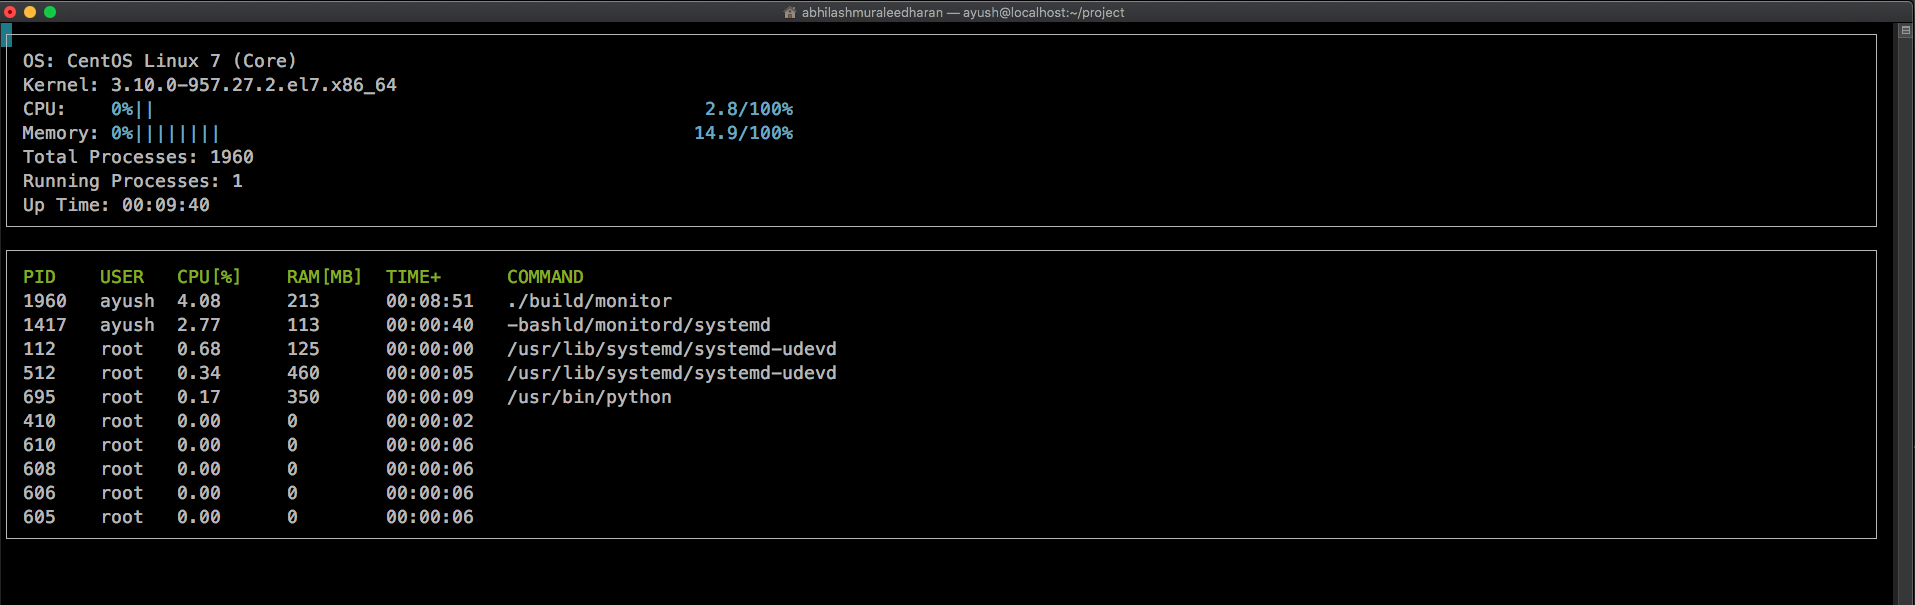 abhilashmuraleedharan — ayush@localhost:~/project
OS: CentOS Linux 7 (Core)
Kernel: 3.10.0-957.27.2.el7.x86_64
CPU: 0%|| 2.8/100%
Memory: 0%|||||||| 14.9/100%
Total Processes: 1960
Running Processes: 1
Up Time: 00:09:40
PID USER CPU[%] RAM[MB] TIME+ COMMAND
1960 ayush 4.08 213 00:08:51 ./build/monitor
1417 ayush 2.77 113 00:00:40 -bashld/monitord/systemd
112 root 0.68 125 00:00:00 /usr/lib/systemd/systemd-udevd
512 root 0.34 460 00:00:05 /usr/lib/systemd/systemd-udevd
695 root 0.17 350 00:00:09 /usr/bin/python
410 root 0.00 0 00:00:02
610 root 0.00 0 00:00:06
608 root 0.00 0 00:00:06
606 root 0.00 0 00:00:06
605 root 0.00 0 00:00:06